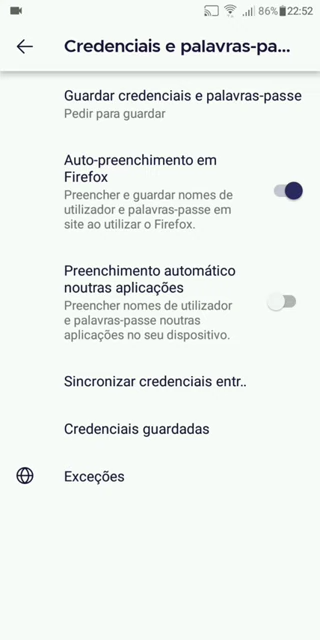 86% 22:52
Credenciais e palavras-pa...
Guardar credenciais e palavras-passe
Pedir para guardar
Auto-preenchimento em
Firefox
Preencher e guardar nomes de
utilizador e palavras-passe em
site ao utilizar o Firefox.
Preenchimento automático
noutras aplicações
Preencher nomes de utilizador
e palavras-passe noutras
aplicações no seu dispositivo.
Sincronizar credenciais entr..
Credenciais guardadas
Exceções